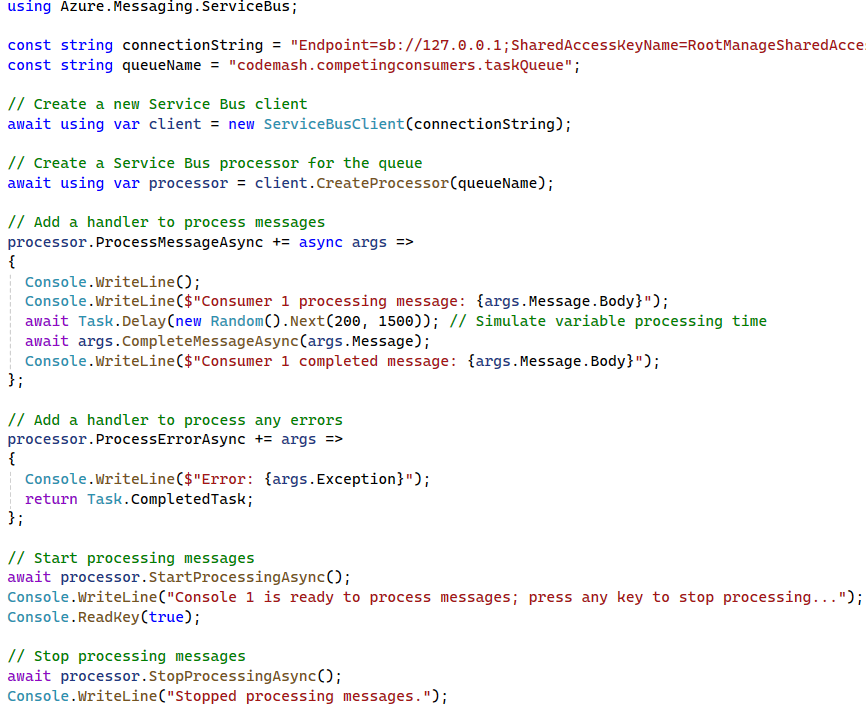 using Azure.Messaging.ServiceBus;

const string connectionString = "Endpoint=sb://127.0.0.1;SharedAccessKeyName=RootManageSharedAcce
const string queueName = "codemash.competingconsumers.taskQueue";

// Create a new Service Bus client
await using var client = new ServiceBusClient(connectionString);

// Create a Service Bus processor for the queue
await using var processor = client.CreateProcessor(queueName);

// Add a handler to process messages
processor.ProcessMessageAsync += async args =>
{
  Console.WriteLine();
  Console.WriteLine($"Consumer 1 processing message: {args.Message.Body}");
  await Task.Delay(new Random().Next(200, 1500)); // Simulate variable processing time
  await args.CompleteMessageAsync(args.Message);
  Console.WriteLine($"Consumer 1 completed message: {args.Message.Body}");
};

// Add a handler to process any errors
processor.ProcessErrorAsync += args =>
{
  Console.WriteLine($"Error: {args.Exception}");
  return Task.CompletedTask;
};

// Start processing messages
await processor.StartProcessingAsync();
Console.WriteLine("Console 1 is ready to process messages; press any key to stop processing...");
Console.ReadKey(true);

// Stop processing messages
await processor.StopProcessingAsync();
Console.WriteLine("Stopped processing messages.");